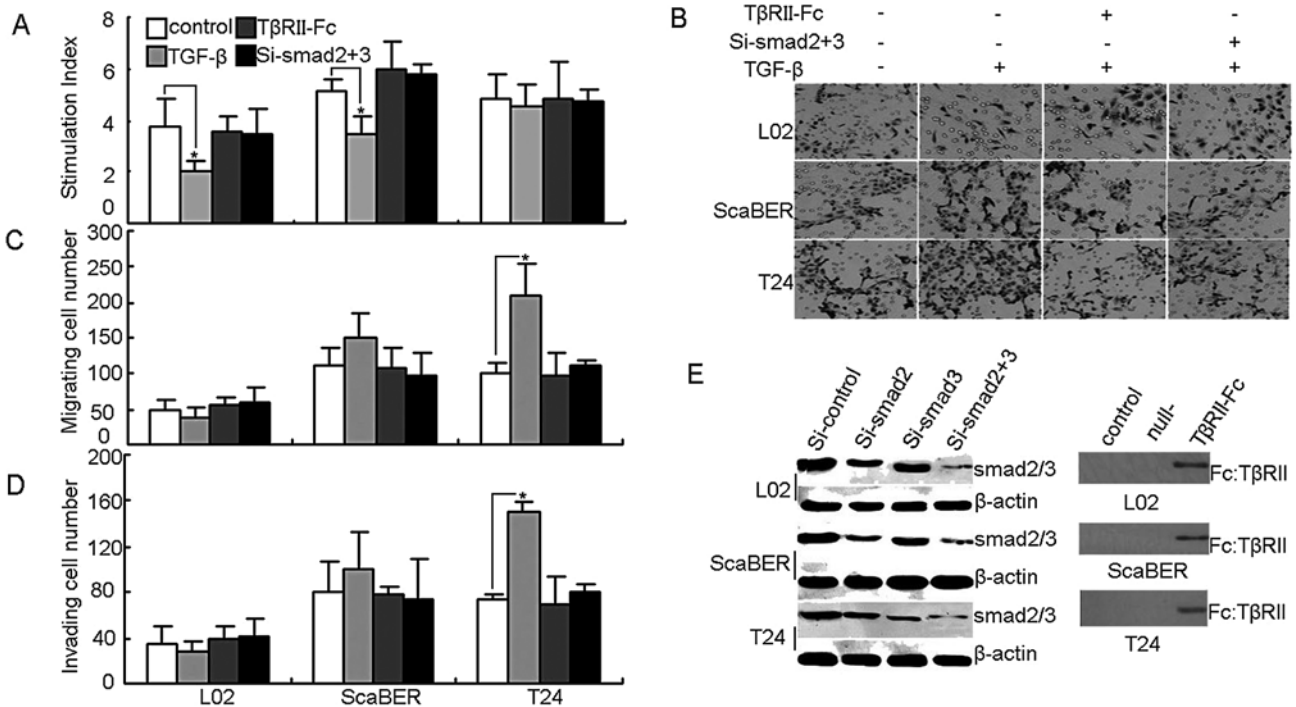 A
8
6
4
2
0
Stimulation Index
control
TβRII-Fc
TGF-β
Si-smad2+3
*
*
B
TβRII-Fc - - + -
Si-smad2+3 - - - +
TGF-β - + + +
L02
ScaBER
T24
C
300
250
200
150
100
50
0
Migrating cell number
*
D
200
160
120
80
40
0
Invading cell number
*
L02 ScaBER T24
E
Si-control Si-smad2 Si-smad3 Si-smad2+3
L02
smad2/3
β-actin
ScaBER
smad2/3
β-actin
T24
smad2/3
β-actin
control null- TβRII-Fc
Fc:TβRII
L02
Fc:TβRII
ScaBER
Fc:TβRII
T24